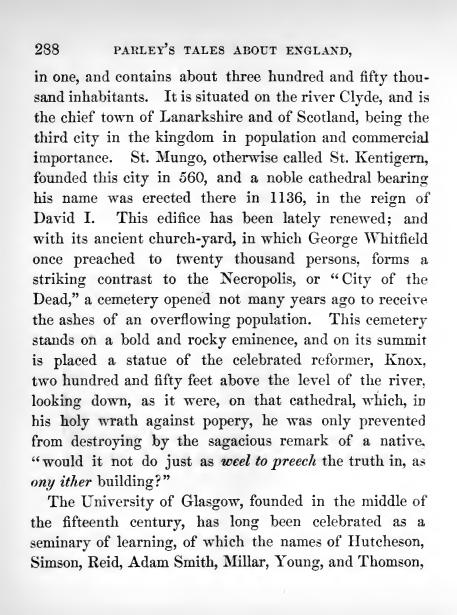 288 PARLEY'S TALES ABOUT ENGLAND,
in one, and contains about three hundred and fifty thou-
sand inhabitants. It is situated on the river Clyde, and is
the chief town of Lanarkshire and of Scotland, being the
third city in the kingdom in population and commercial
importance. St. Mungo, otherwise called St. Kentigern,
founded this city in 560, and a noble cathedral bearing
his name was erected there in 1136, in the reign of
David I. This edifice has been lately renewed; and
with its ancient church-yard, in which George Whitfield
once preached to twenty thousand persons, forms a
striking contrast to the Necropolis, or "City of the
Dead," a cemetery opened not many years ago to receive
the ashes of an overflowing population. This cemetery
stands on a bold and rocky eminence, and on its summit
is placed a statue of the celebrated reformer, Knox,
two hundred and fifty feet above the level of the river,
looking down, as it were, on that cathedral, which, in
his holy wrath against popery, he was only prevented
from destroying by the sagacious remark of a native,
"would it not do just as weel to preech the truth in, as
ony ither building?"
The University of Glasgow, founded in the middle of
the fifteenth century, has long been celebrated as a
seminary of learning, of which the names of Hutcheson,
Simson, Reid, Adam Smith, Millar, Young, and Thomson,